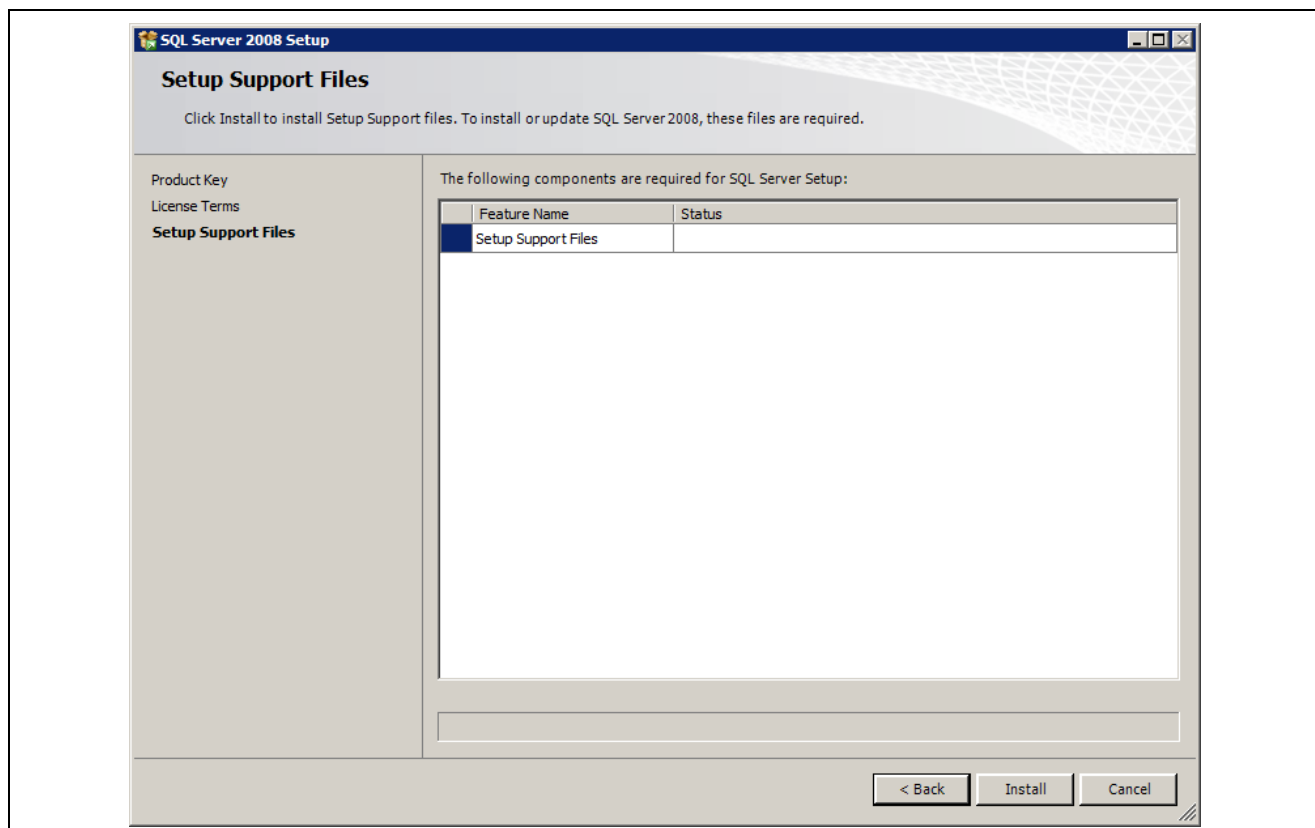 SQL Server 2008 Setup
Setup Support Files
Click Install to install Setup Support files. To install or update SQL Server 2008, these files are required.
Product Key
License Terms
Setup Support Files
The following components are required for SQL Server Setup:
Feature Name Status
Setup Support Files
< Back Install Cancel